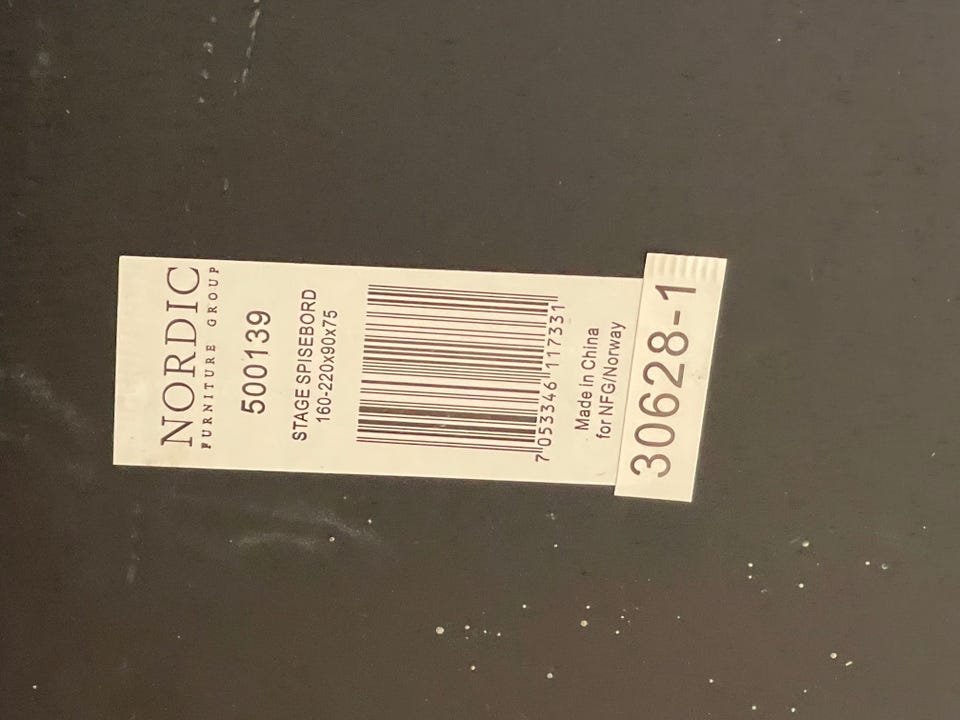 NORDIC
FURNITURE GROUP
500139
STAGE SPISEBORD
160-220x90x75
7 053346 117331
Made in China
for NFG/Norway
30628-1